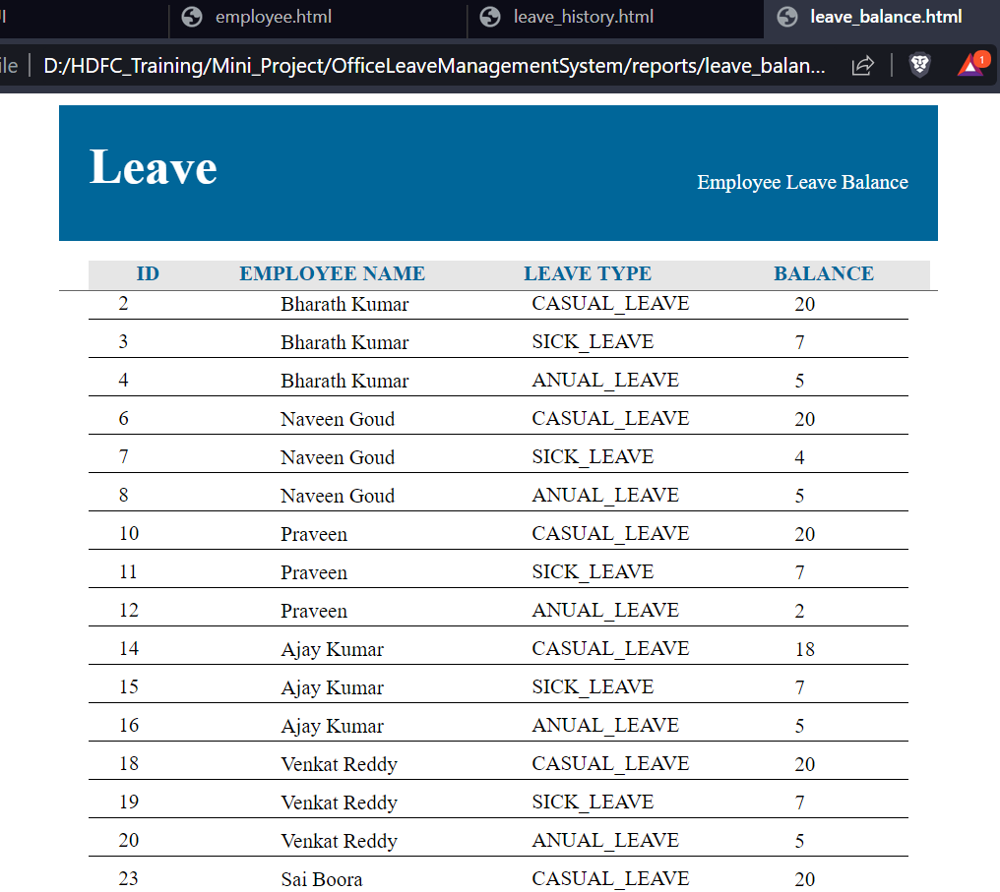 employee.html leave_history.html leave_balance.html
D:/HDFC_Training/Mini_Project/OfficeLeaveManagementSystem/reports/leave_balan... 1
Leave
Employee Leave Balance
ID EMPLOYEE NAME LEAVE TYPE BALANCE
2 Bharath Kumar CASUAL_LEAVE 20
3 Bharath Kumar SICK_LEAVE 7
4 Bharath Kumar ANUAL_LEAVE 5
6 Naveen Goud CASUAL_LEAVE 20
7 Naveen Goud SICK_LEAVE 4
8 Naveen Goud ANUAL_LEAVE 5
10 Praveen CASUAL_LEAVE 20
11 Praveen SICK_LEAVE 7
12 Praveen ANUAL_LEAVE 2
14 Ajay Kumar CASUAL_LEAVE 18
15 Ajay Kumar SICK_LEAVE 7
16 Ajay Kumar ANUAL_LEAVE 5
18 Venkat Reddy CASUAL_LEAVE 20
19 Venkat Reddy SICK_LEAVE 7
20 Venkat Reddy ANUAL_LEAVE 5
23 Sai Boora CASUAL_LEAVE 20